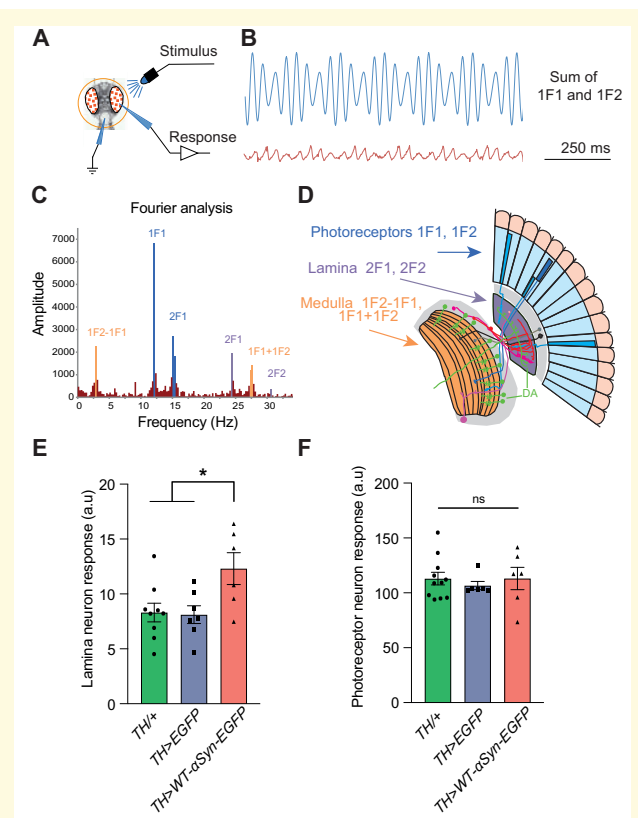 A
Stimulus
Response
B
Sum of
1F1 and 1F2
250 ms
C
Fourier analysis
Amplitude
7000
6000
5000
4000
3000
2000
1000
0
0
5
10
15
20
25
30
Frequency (Hz)
1F2-1F1
1F1
2F1
2F1
1F1+1F2
2F2
D
Photoreceptors 1F1, 1F2
Lamina 2F1, 2F2
Medulla 1F2-1F1,
1F1+1F2
DA
E
Lamina neuron response (a.u)
20
15
10
5
0
*
TH/+
TH>EGFP
TH>WT-αSyn-EGFP
F
Photoreceptor neuron response (a.u)
200
150
100
50
0
ns
TH/+
TH>EGFP
TH>WT-αSyn-EGFP